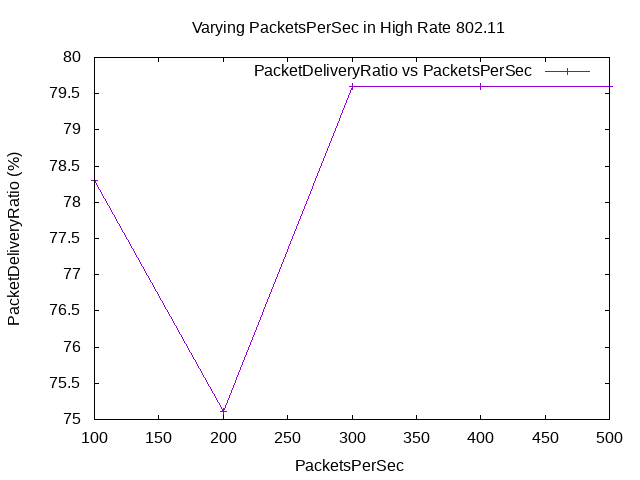 Varying PacketsPerSec in High Rate 802.11
80
PacketDeliveryRatio vs PacketsPerSec
79.5
79
78.5
78
77.5
77
76.5
76
75.5
75
PacketDeliveryRatio (%)
100 150 200 250 300 350 400 450 500
PacketsPerSec